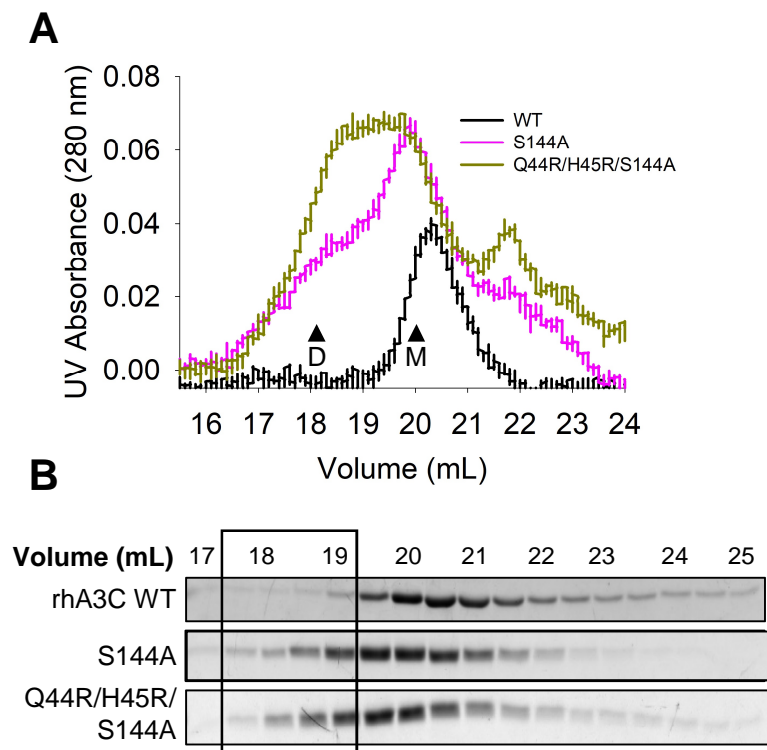 A
UV Absorbance (280 nm)
0.08
0.06
0.04
0.02
0.00
WT
S144A
Q44R/H45R/S144A
D
M
16 17 18 19 20 21 22 23 24
Volume (mL)
B
Volume (mL) 17 18 19 20 21 22 23 24 25
rhA3C WT
S144A
Q44R/H45R/
S144A